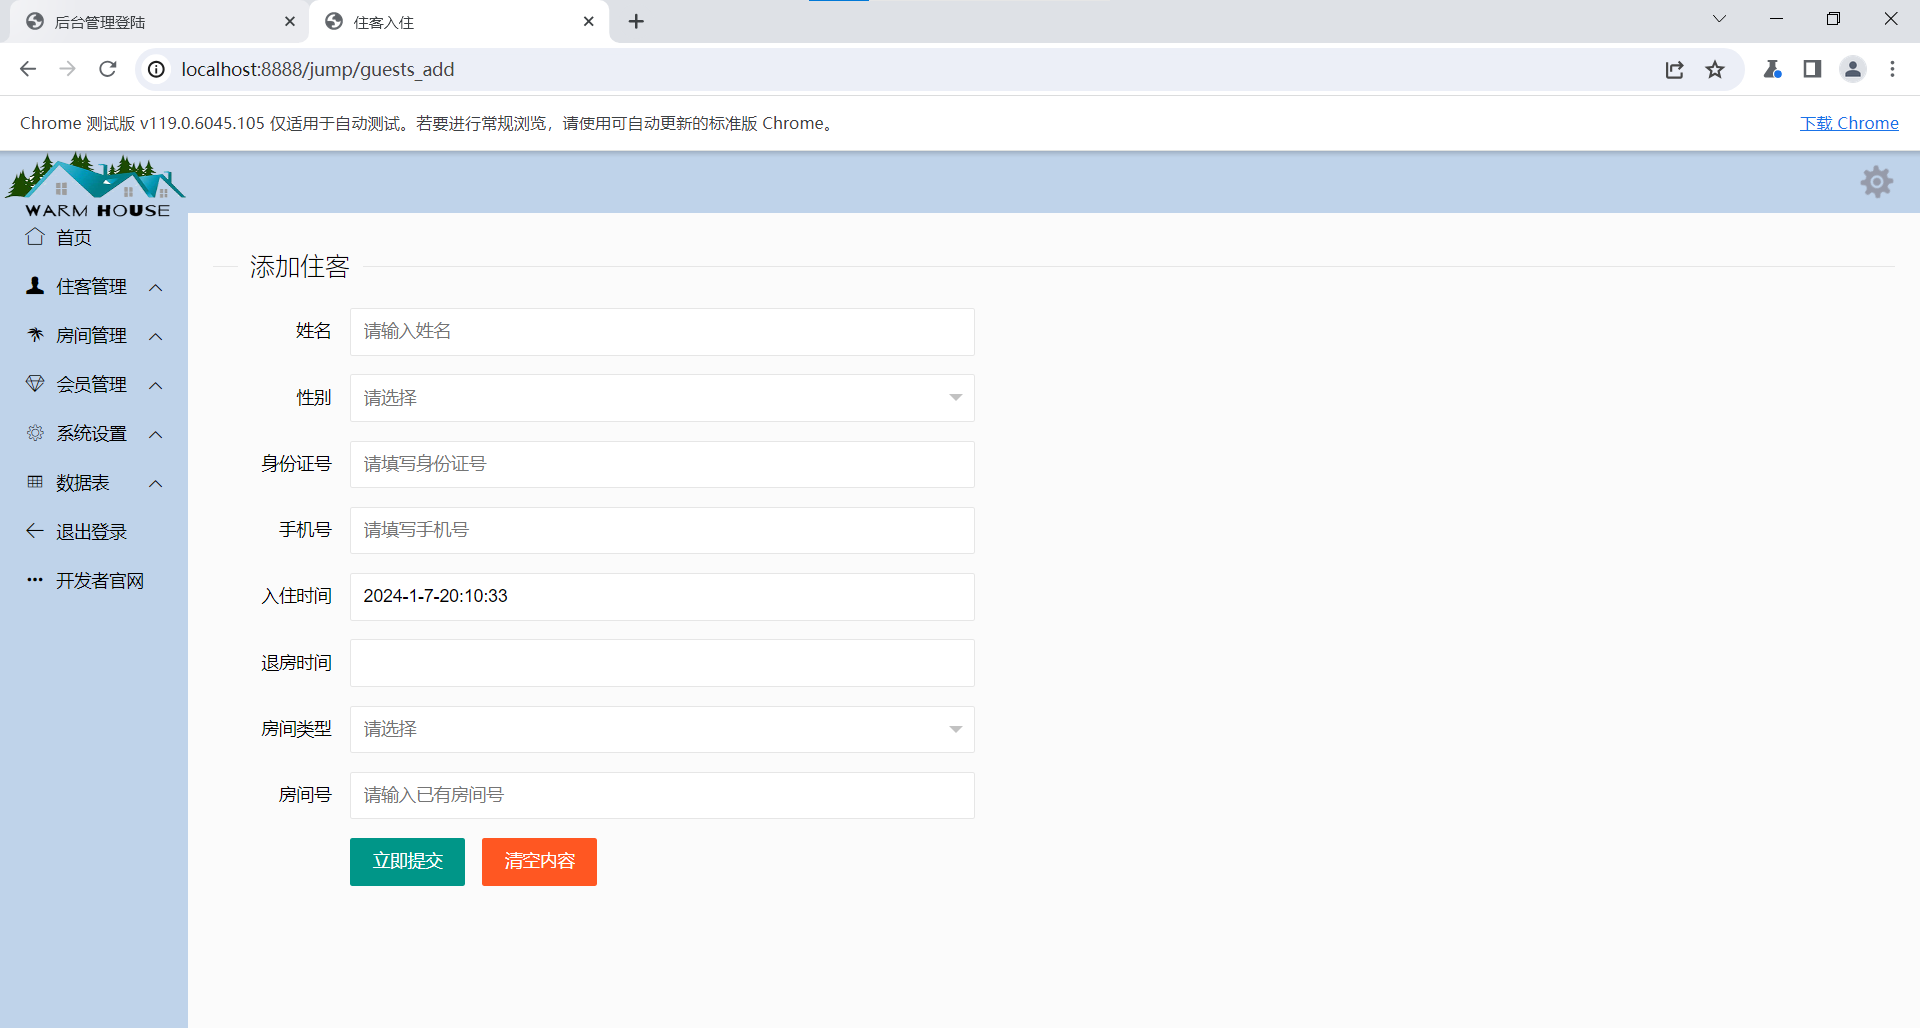 后台管理登陆
住客入住
localhost:8888/jump/guests_add
Chrome 测试版 v119.0.6045.105 仅适用于自动测试。若要进行常规浏览，请使用可自动更新的标准版 Chrome。
下载 Chrome
WARM HOUSE
首页
住客管理
房间管理
会员管理
系统设置
数据表
退出登录
开发者官网
添加住客
姓名 请输入姓名
性别 请选择
身份证号 请填写身份证号
手机号 请填写手机号
入住时间 2024-1-7-20:10:33
退房时间
房间类型 请选择
房间号 请输入已有房间号
立即提交 清空内容